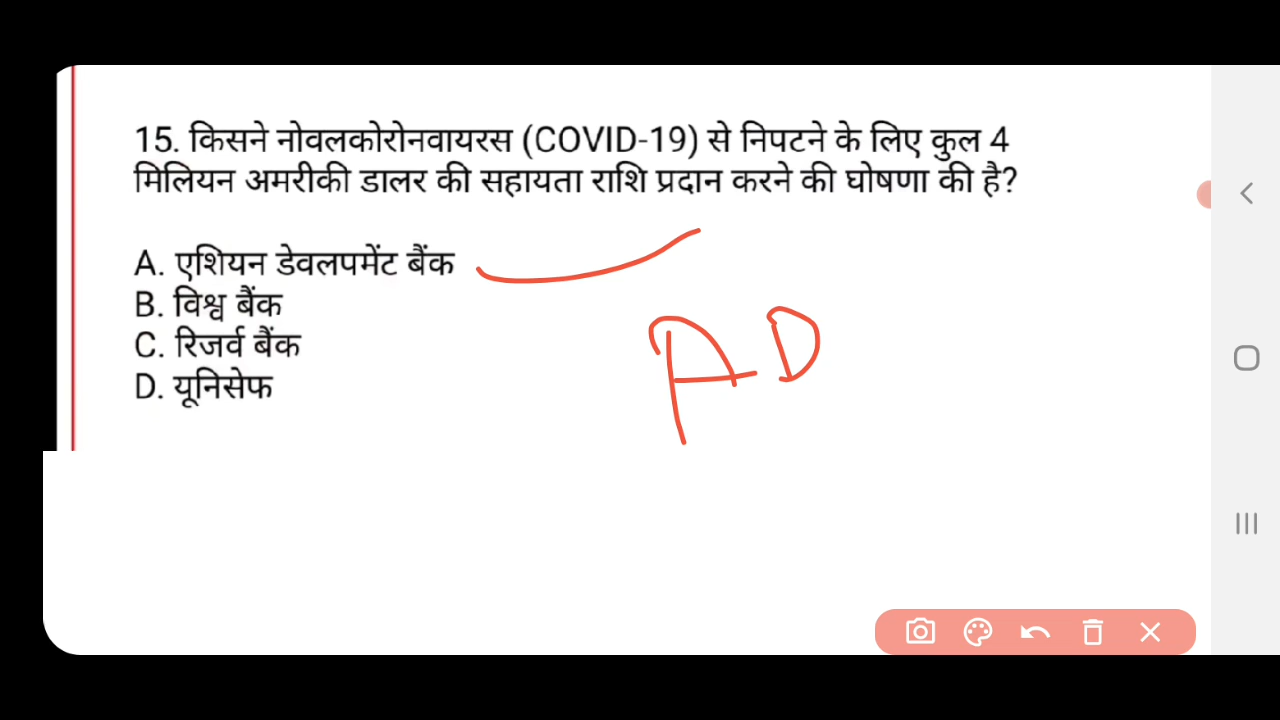 15. किसने नोवलकोरोनवायरस (COVID-19) से निपटने के लिए कुल 4
मिलियन अमरीकी डालर की सहायता राशि प्रदान करने की घोषणा की है?
A. एशियन डेवलपमेंट बैंक
B. विश्व बैंक
C. रिजर्व बैंक
D. यूनिसेफ
AD